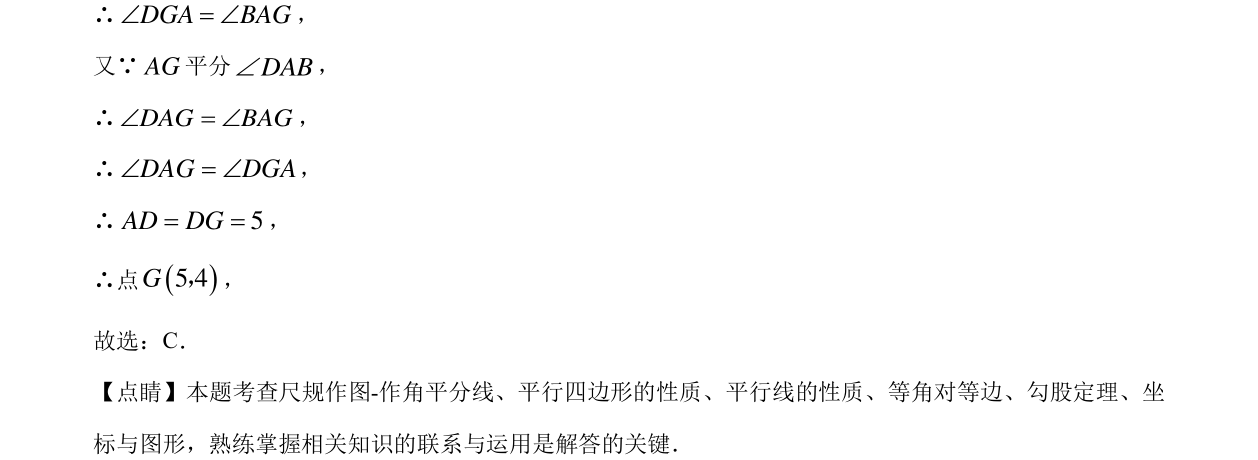 ∴∠DGA=∠BAG，
又∵AG平分∠DAB，
∴∠DAG=∠BAG，
∴∠DAG=∠DGA，
∴AD=DG=5，
∴点G(5,4)，
故选：C．
【点睛】本题考查尺规作图-作角平分线、平行四边形的性质、平行线的性质、等角对等边、勾股定理、坐
标与图形，熟练掌握相关知识的联系与运用是解答的关键．